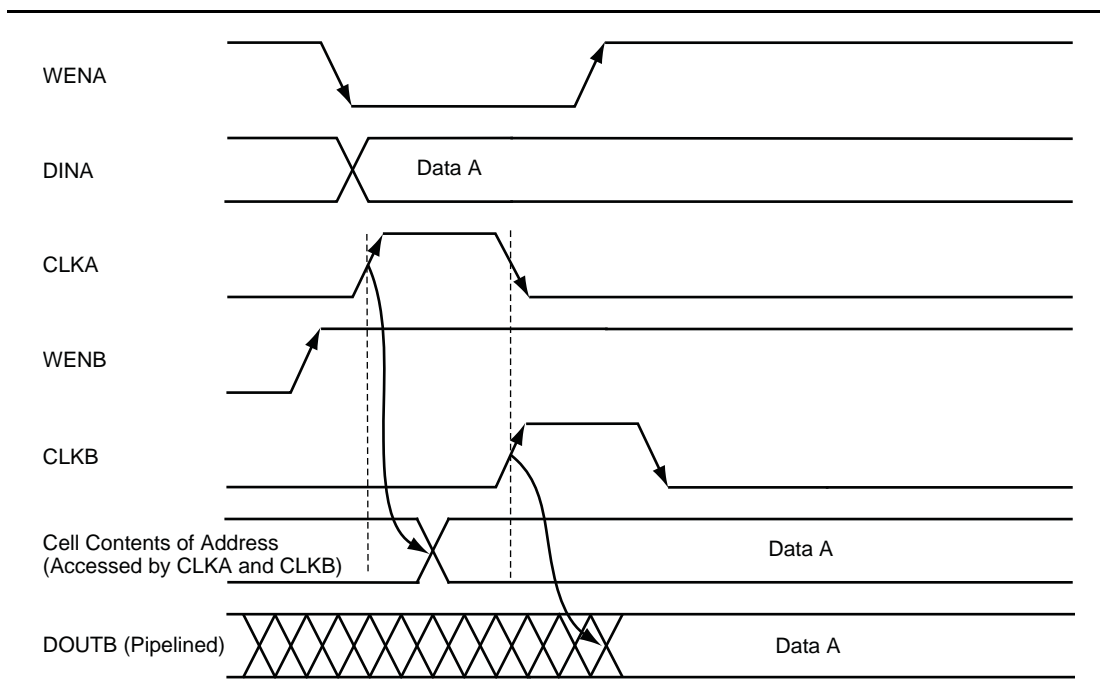 WENA
DINA
Data A
CLKA
WENB
CLKB
Cell Contents of Address
(Accessed by CLKA and CLKB)
Data A
DOUTB (Pipelined)
Data A